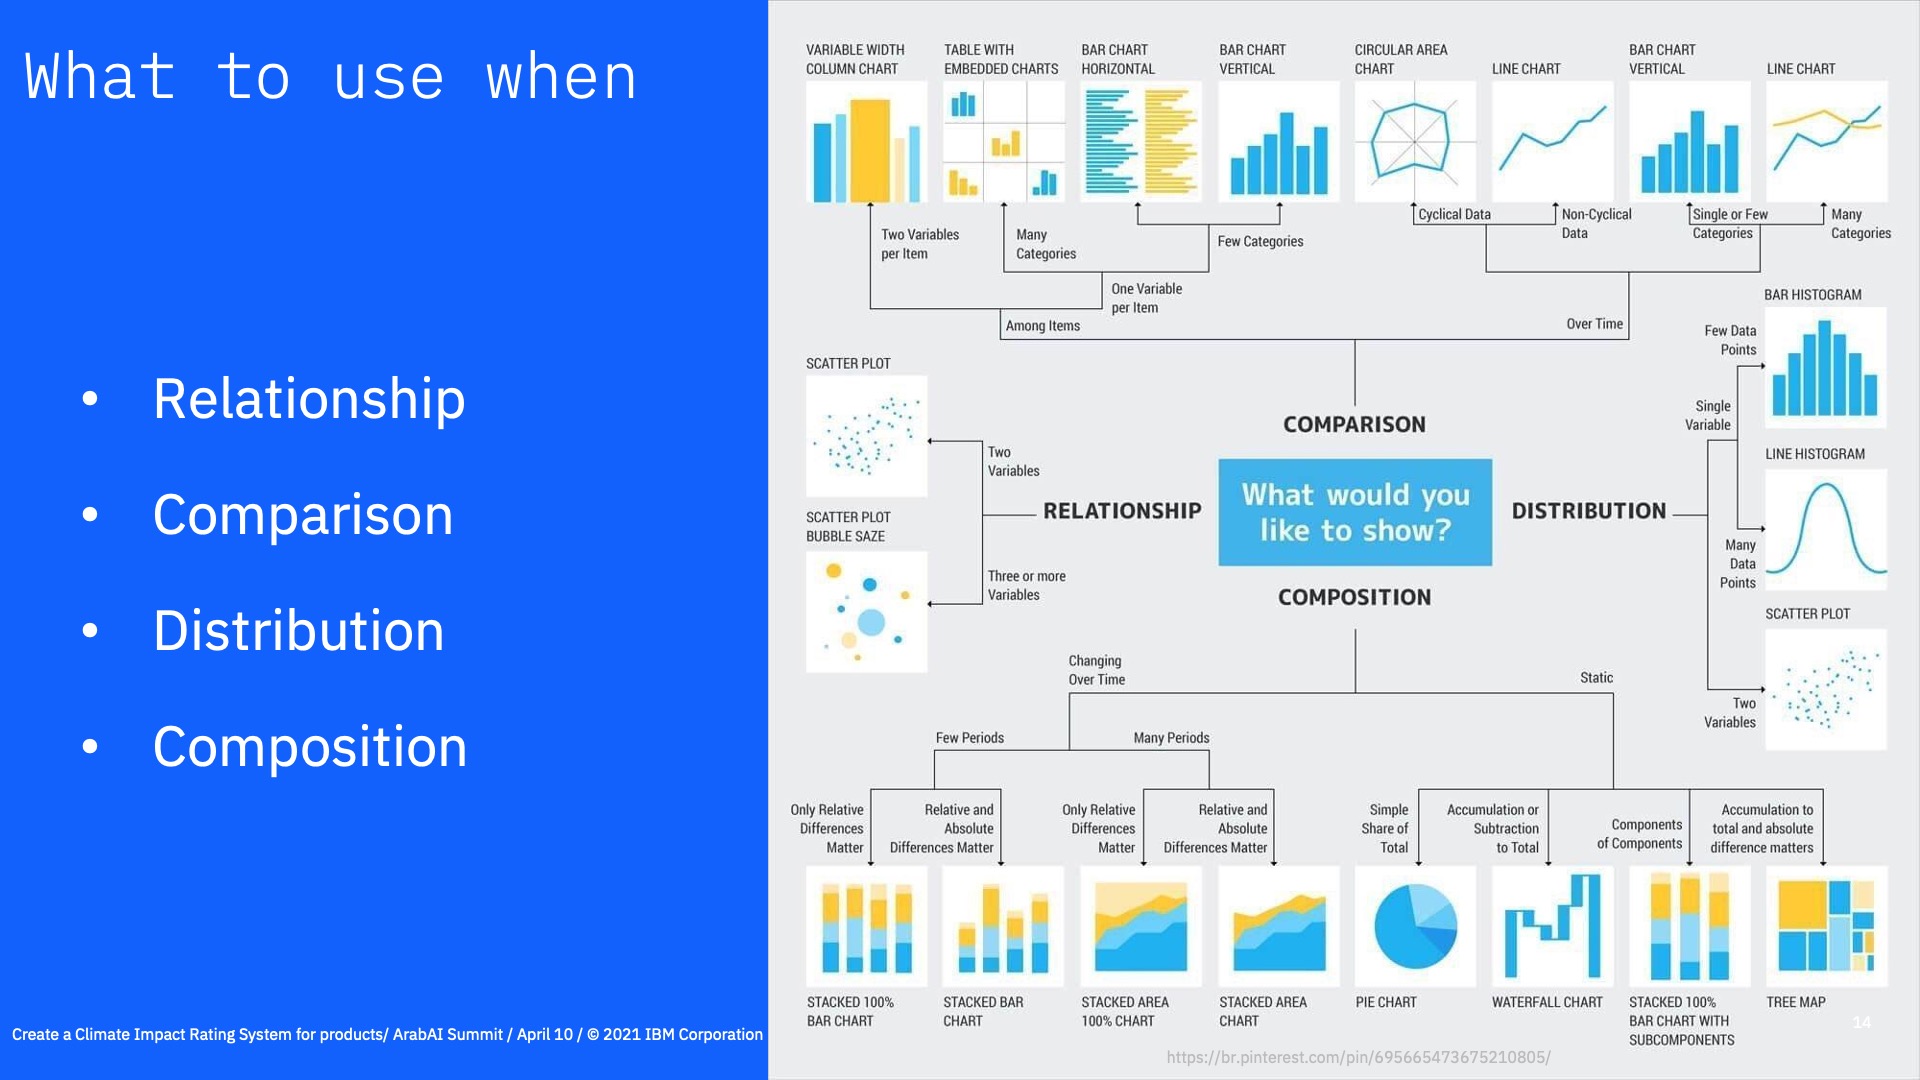 What to use when
• Relationship
• Comparison
• Distribution
• Composition
Create a Climate Impact Rating System for products/ ArabAI Summit / April 10 / © 2021 IBM Corporation
VARIABLE WIDTH
COLUMN CHART
TABLE WITH
EMBEDDED CHARTS
BAR CHART
HORIZONTAL
BAR CHART
VERTICAL
CIRCULAR AREA
CHART
LINE CHART
BAR CHART
VERTICAL
LINE CHART
Two Variables
per Item
Many
Categories
Few Categories
Cyclical Data
Non-Cyclical
Data
Single or Few
Categories
Many
Categories
One Variable
per Item
Among Items
Over Time
COMPARISON
What would you
like to show?
SCATTER PLOT
Two
Variables
RELATIONSHIP
SCATTER PLOT
BUBBLE SAZE
Three or more
Variables
DISTRIBUTION
BAR HISTOGRAM
Few Data
Points
Single
Variable
LINE HISTOGRAM
Many
Data
Points
SCATTER PLOT
Two
Variables
COMPOSITION
Changing
Over Time
Static
Few Periods
Many Periods
Only Relative
Differences
Matter
Relative and
Absolute
Differences Matter
Only Relative
Differences
Matter
Relative and
Absolute
Differences Matter
Simple
Share of
Total
Accumulation or
Subtraction
to Total
Components
of Components
Accumulation to
total and absolute
difference matters
STACKED 100%
BAR CHART
STACKED BAR
CHART
STACKED AREA
100% CHART
STACKED AREA
CHART
PIE CHART
WATERFALL CHART
STACKED 100%
BAR CHART WITH
SUBCOMPONENTS
TREE MAP
14
https://br.pinterest.com/pin/695665473675210805/